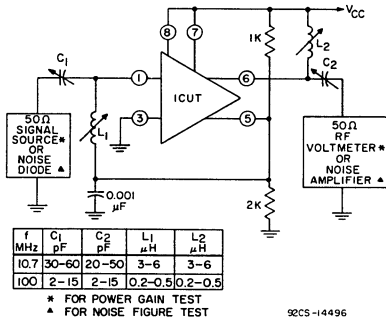 VCC
8
7
1K
L2
C1
1
6
C2
ICUT
L1
3
5
50Ω
SIGNAL
SOURCE*
OR
NOISE
DIODE ▲
50Ω
RF
VOLTMETER*
OR
NOISE
AMPLIFIER ▲
0.001
μF
2K
f MHz C1 pF C2 pF L1 μH L2 μH
10.7 30-60 20-50 3-6 3-6
100 2-15 2-15 0.2-0.5 0.2-0.5
* FOR POWER GAIN TEST
▲ FOR NOISE FIGURE TEST
92CS-14496